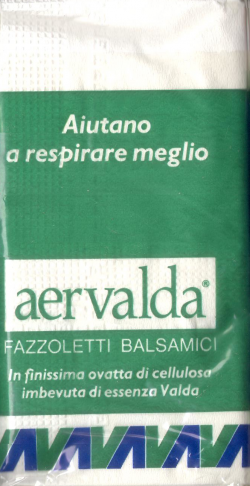 Aiutano
a respirare meglio
aervalda®
FAZZOLETTI BALSAMICI
In finissima ovatta di cellulosa
imbevuta di essenza Valda